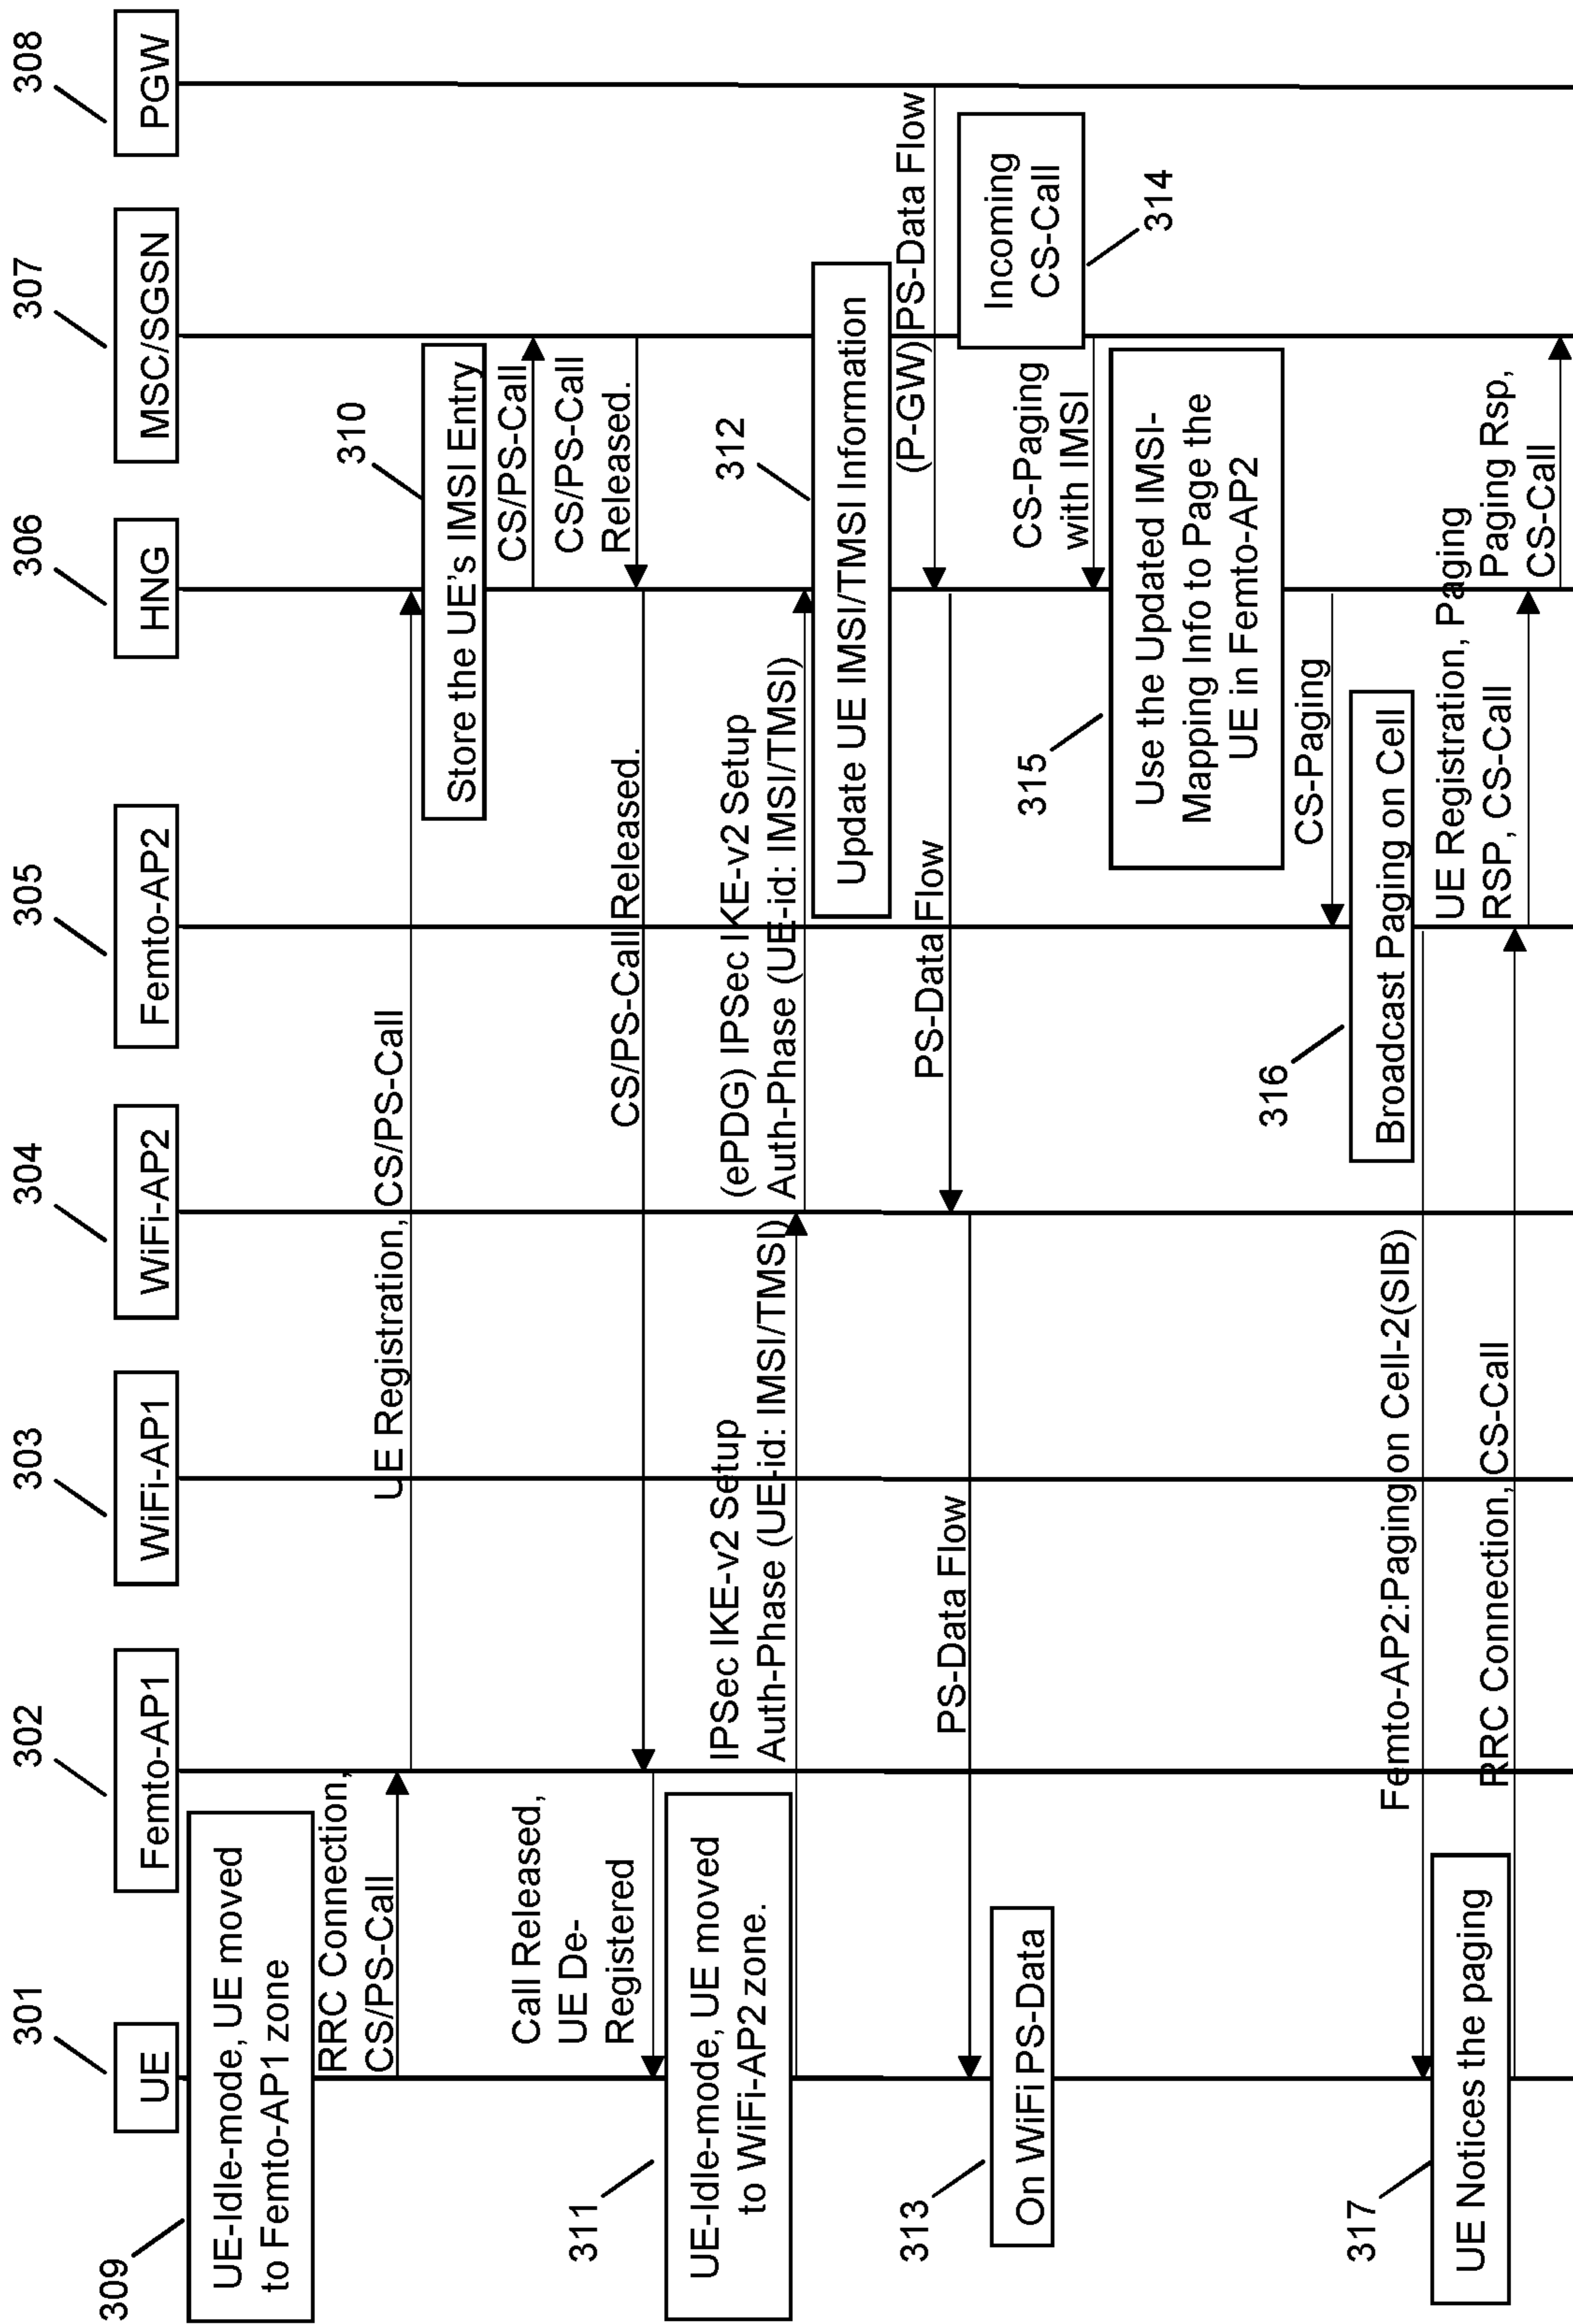 301
302
303
304
305
306
307
308
UE
Femto-AP1
WiFi-AP1
WiFi-AP2
Femto-AP2
HNG
MSC/SGSN
PGW
309
UE-Idle-mode, UE moved
to Femto-AP1 zone
RRC Connection,
CS/PS-Call
UE Registration, CS/PS-Call
310
Store the UE's IMSI Entry
CS/PS-Call
CS/PS-Call
Released.
CS/PS-Call Released.
Call Released,
UE De-
Registered
311
UE-Idle-mode, UE moved
to WiFi-AP2 zone.
IPSec IKE-v2 Setup
Auth-Phase (UE-id: IMSI/TMSI)
(ePDG) IPSec IKE-v2 Setup
Auth-Phase (UE-id: IMSI/TMSI)
312
Update UE IMSI/TMSI Information
(P-GW) PS-Data Flow
PS-Data Flow
PS-Data Flow
313
On WiFi PS-Data
Incoming
CS-Call
314
CS-Paging
with IMSI
315
Use the Updated IMSI-
Mapping Info to Page the
UE in Femto-AP2
CS-Paging
316
Broadcast Paging on Cell
Femto-AP2:Paging on Cell-2(SIB)
317
UE Notices the paging
RRC Connection, CS-Call
UE Registration, Paging
RSP, CS-Call
Paging Rsp,
CS-Call